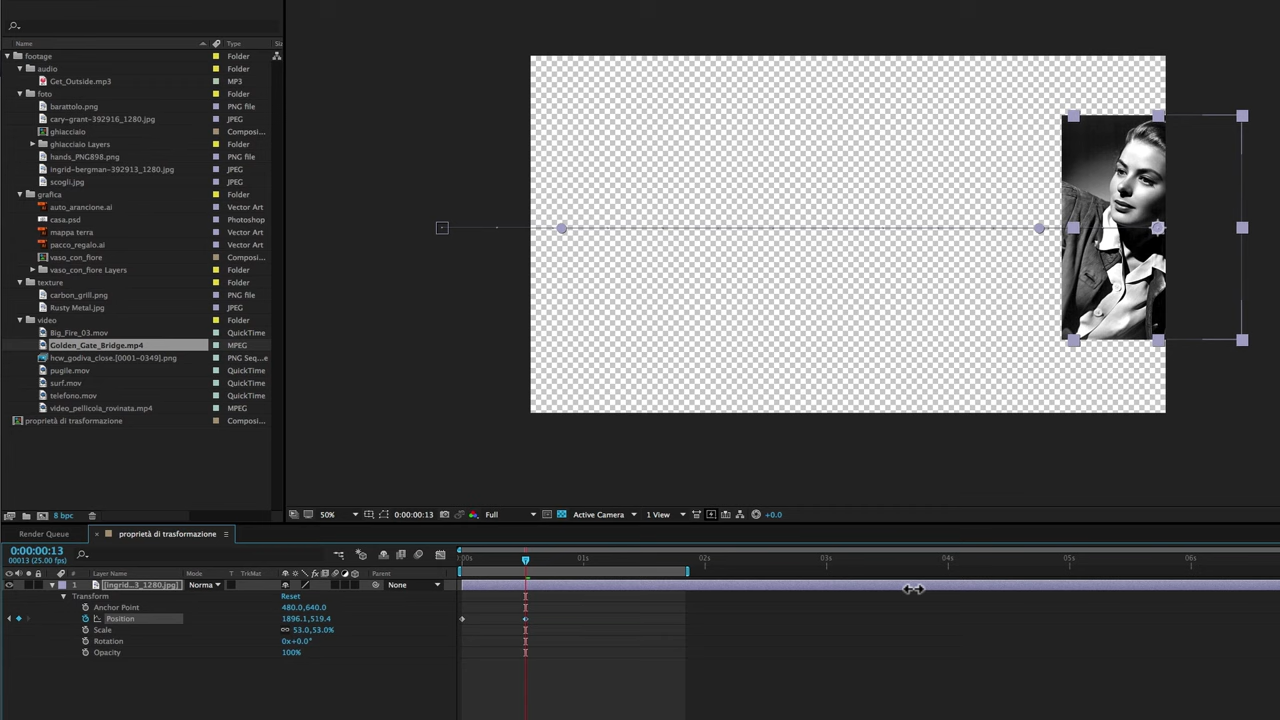 Name Type Siz
footage Folder
audio Folder
Get_Outside.mp3 MP3
foto Folder
barattolo.png PNG file
cary-grant-392916_1280.jpg JPEG
ghiacciaio Composi...
ghiacciaio Layers Folder
hands_PNG898.png PNG file
ingrid-bergman-392913_1280.jpg JPEG
scogli.jpg JPEG
grafica Folder
auto_arancione.ai Vector Art
casa.psd Photoshop
mappa terra Vector Art
pacco_regalo.ai Vector Art
vaso_con_fiore Composi...
vaso_con_fiore Layers Folder
texture Folder
carbon_grill.png PNG file
Rusty Metal.jpg JPEG
video Folder
Big_Fire_03.mov QuickTime
Golden_Gate_Bridge.mp4 MPEG
hcw_godiva_close.[0001-0349].png PNG Seq...e
pugile.mov QuickTime
surf.mov QuickTime
telefono.mov QuickTime
video_pellicola_rovinata.mp4 MPEG
proprietà di trasformazione Composi...
8 bpc
50% 0:00:00:13 Full Active Camera 1 View +0.0
Render Queue × proprietà di trasformazione
0:00:00:13
00013 (25.00 fps)
:00s 01s 02s 03s 04s 05s 06s
# Layer Name Mode T TrkMat Parent
1 [ingrid...3_1280.jpg] Norma None
Transform Reset
Anchor Point 480.0,640.0
Position 1896.1,519.4
Scale 53.0,53.0%
Rotation 0x+0.0°
Opacity 100%